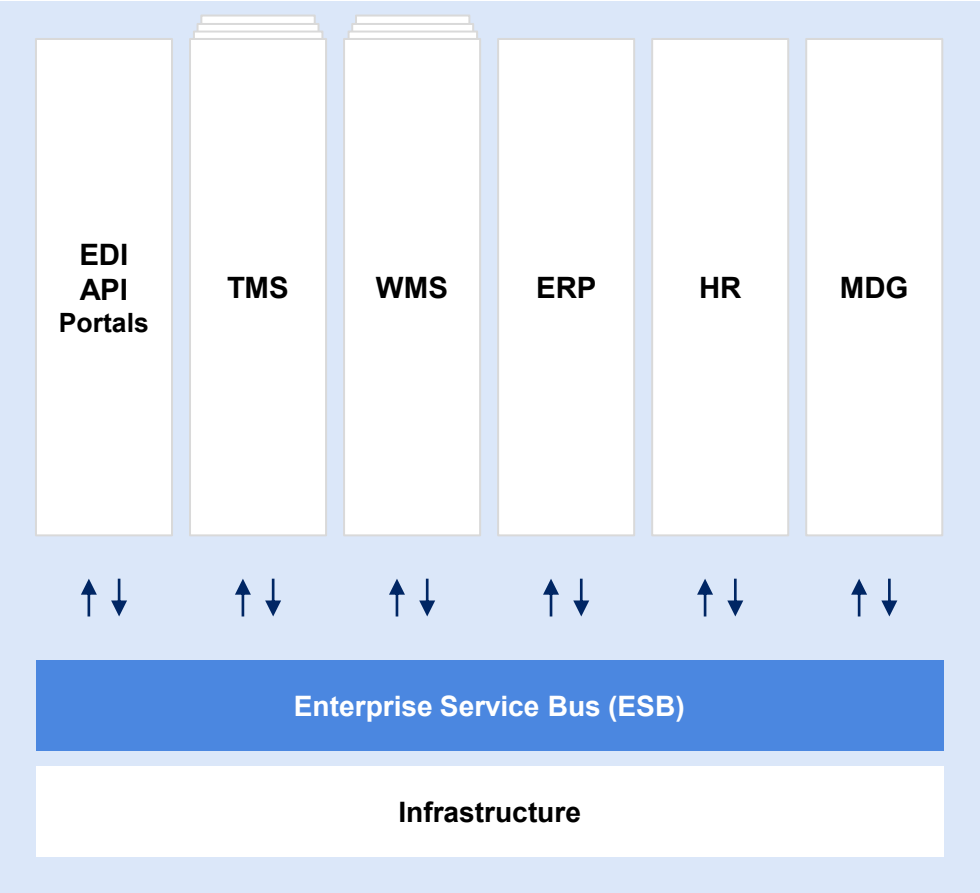 EDI
API
Portals
TMS
WMS
ERP
HR
MDG
Enterprise Service Bus (ESB)
Infrastructure